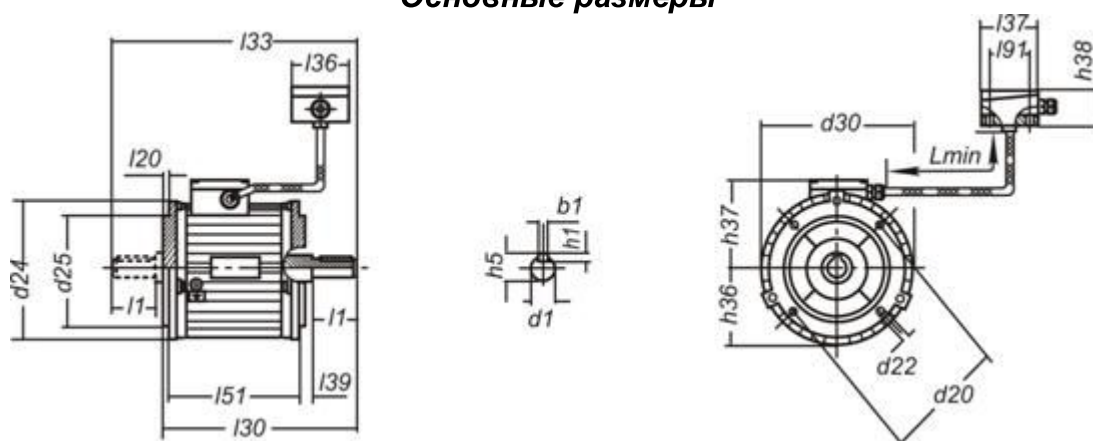 Основные размеры
l33
l36
l20
d24
d25
l1
l1
l39
l51
l30
b1
h1
h5
d1
l37
l91
h38
d30
Lmin
h37
h36
d22
d20